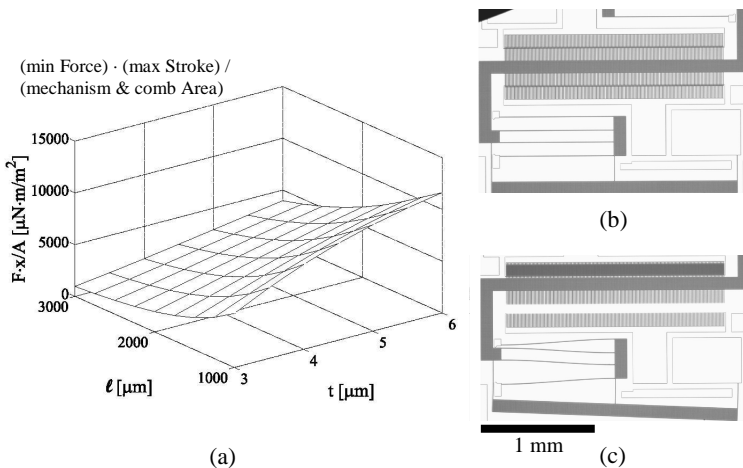 (min Force) · (max Stroke) /
(mechanism & comb Area)
15000
10000
5000
0
F·x/A [μN·m/m²]
3000
2000
1000
ℓ [μm]
3
4
5
6
t [μm]
(a)
(b)
1 mm
(c)